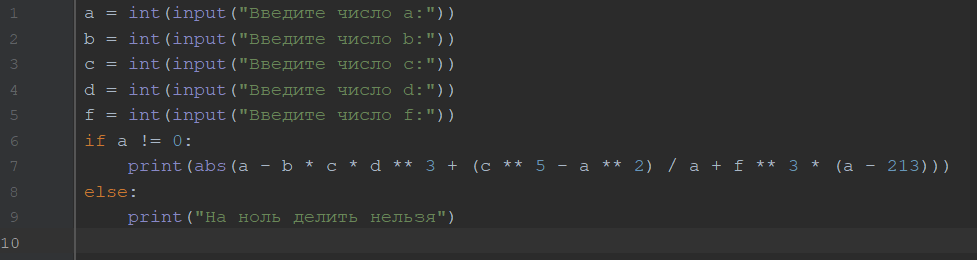 1 a = int(input("Введите число a:"))
2 b = int(input("Введите число b:"))
3 c = int(input("Введите число c:"))
4 d = int(input("Введите число d:"))
5 f = int(input("Введите число f:"))
6 if a != 0:
7     print(abs(a - b * c * d ** 3 + (c ** 5 - a ** 2) / a + f ** 3 * (a - 213)))
8 else:
9     print("На ноль делить нельзя")
10